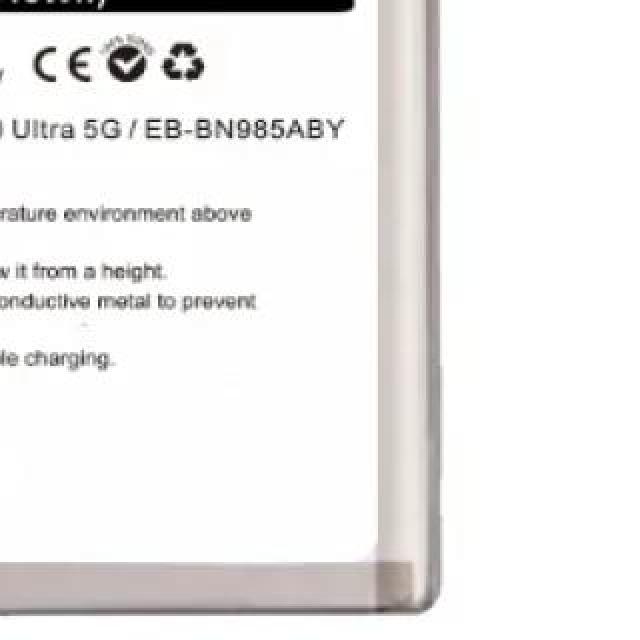 CE
Ultra 5G / EB-BN985ABY
rature environment above
w it from a height.
onductive metal to prevent
le charging.